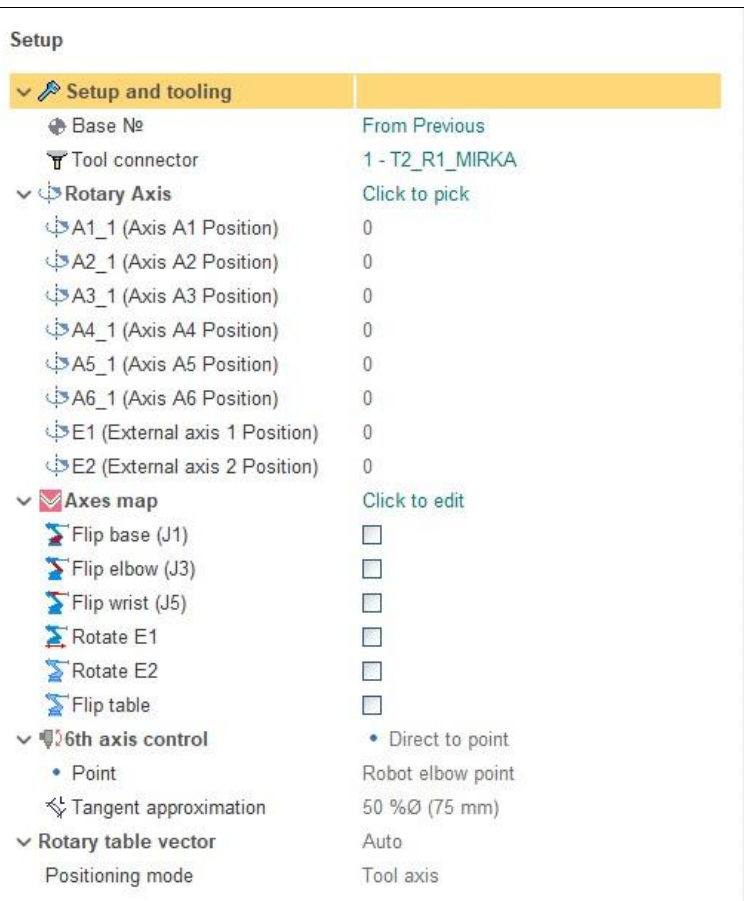 Setup
Setup and tooling
Base № From Previous
Tool connector 1 - T2_R1_MIRKA
Rotary Axis Click to pick
A1_1 (Axis A1 Position) 0
A2_1 (Axis A2 Position) 0
A3_1 (Axis A3 Position) 0
A4_1 (Axis A4 Position) 0
A5_1 (Axis A5 Position) 0
A6_1 (Axis A6 Position) 0
E1 (External axis 1 Position) 0
E2 (External axis 2 Position) 0
Axes map Click to edit
Flip base (J1)
Flip elbow (J3)
Flip wrist (J5)
Rotate E1
Rotate E2
Flip table
6th axis control • Direct to point
• Point Robot elbow point
Tangent approximation 50 %Ø (75 mm)
Rotary table vector Auto
Positioning mode Tool axis